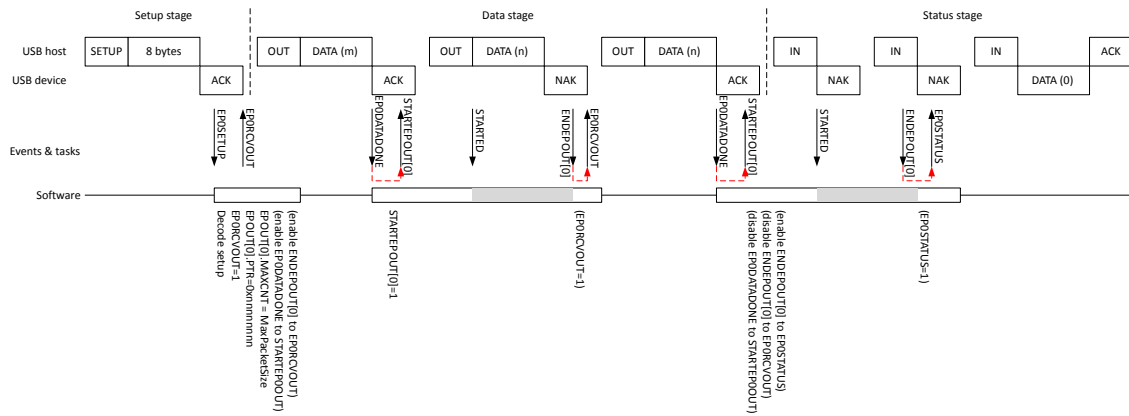 Setup stage
Data stage
Status stage
USB host
SETUP
8 bytes
OUT
DATA (m)
OUT
DATA (n)
OUT
DATA (n)
IN
IN
IN
ACK
USB device
ACK
ACK
NAK
ACK
NAK
NAK
DATA (0)
Events & tasks
EP0SETUP
EP0RCVOUT
EP0DATADONE
STARTEPOUT[0]
STARTED
ENDEPOUT[0]
EP0RCVOUT
EP0DATADONE
STARTEPOUT[0]
STARTED
ENDEPOUT[0]
EP0STATUS
Software
(enable ENDEPOUT[0] to EP0RCVOUT)
(enable EP0DATADONE to STARTEP0OUT)
EPOUT[0].MAXCNT = MaxPacketSize
EPOUT[0].PTR=0xnnnnnnnn
EP0RCVOUT=1
Decode setup
STARTEPOUT[0]=1
(EP0RCVOUT=1)
(enable ENDEPOUT[0] to EP0STATUS)
(disable ENDEPOUT[0] to EP0RCVOUT)
(disable EP0DATADONE to STARTEP0OUT)
(EP0STATUS=1)